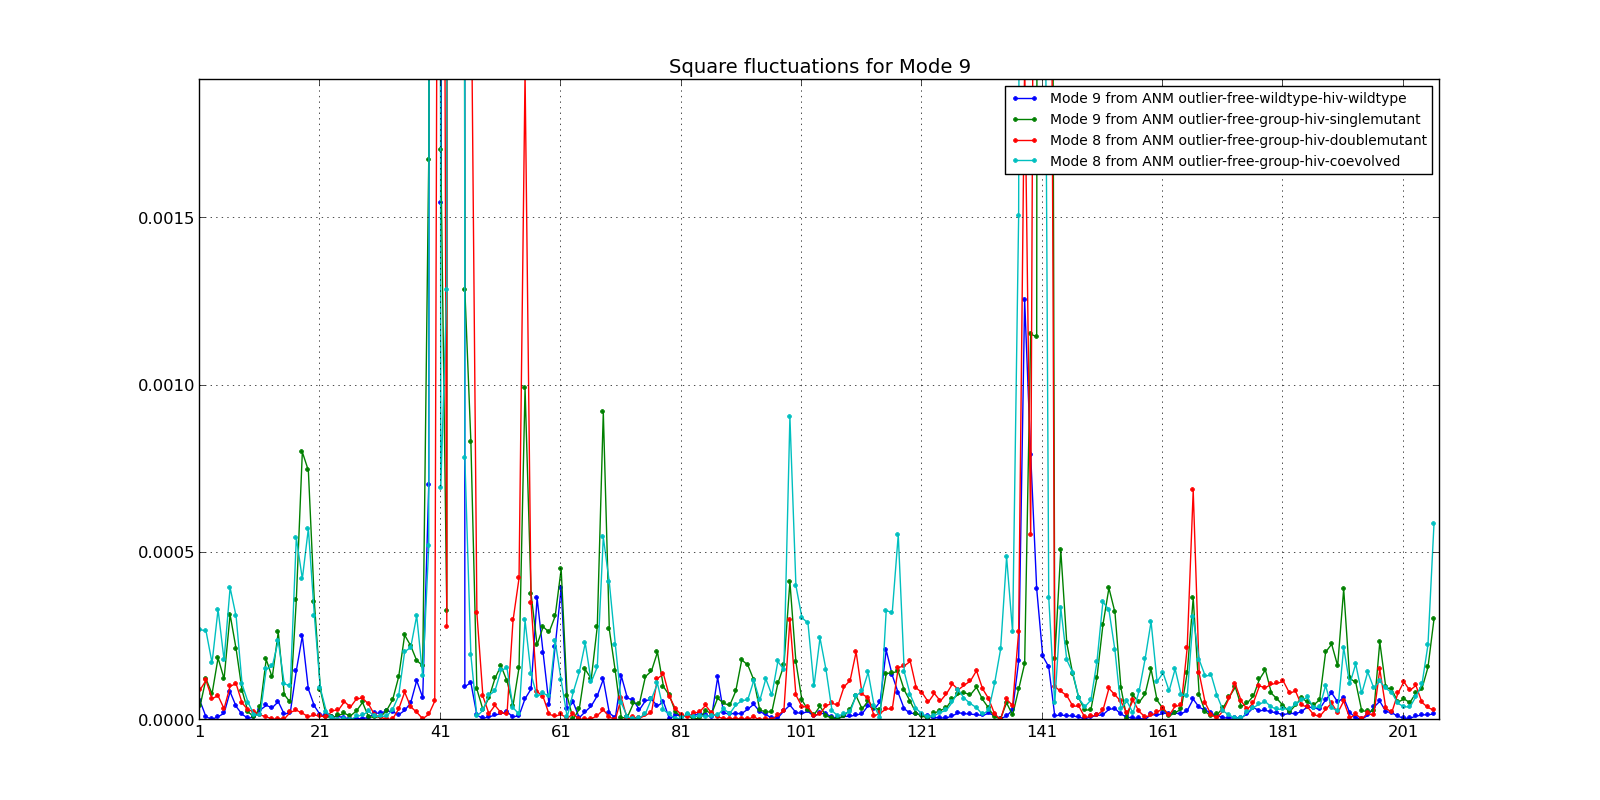 Square fluctuations for Mode 9
Mode 9 from ANM outlier-free-wildtype-hiv-wildtype
Mode 9 from ANM outlier-free-group-hiv-singlemutant
Mode 8 from ANM outlier-free-group-hiv-doublemutant
Mode 8 from ANM outlier-free-group-hiv-coevolved
0.0015
0.0010
0.0005
0.0000
1 21 41 61 81 101 121 141 161 181 201